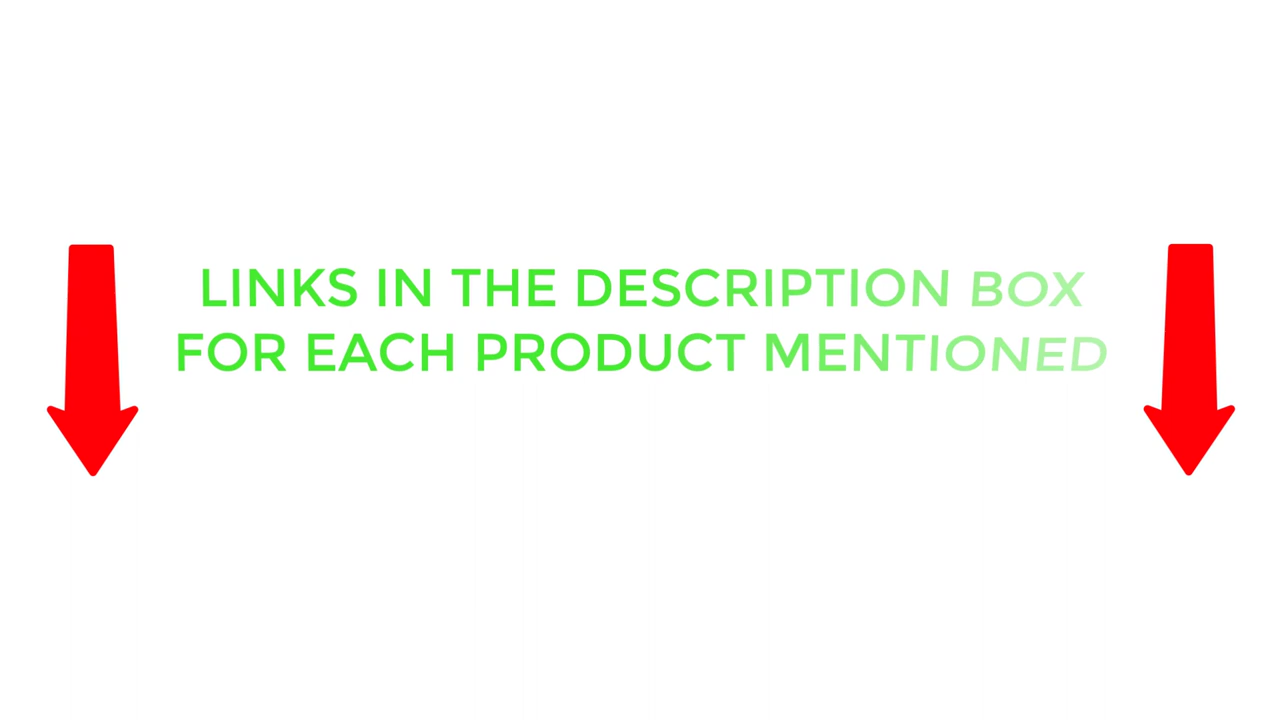 LINKS IN THE DESCRIPTION BOX
FOR EACH PRODUCT MENTIONED